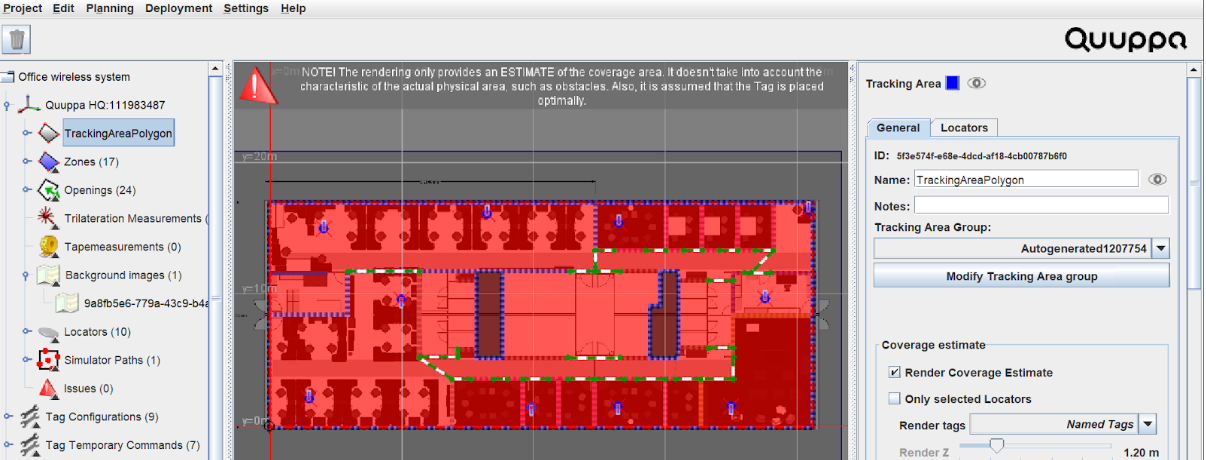 Project Edit Planning Deployment Settings Help
Quuppa
Office wireless system
Quuppa HQ:111983487
TrackingAreaPolygon
Zones (17)
Openings (24)
Trilateration Measurements (
Tapemeasurements (0)
Background images (1)
9a8fb5e6-779a-43c9-b4a
Locators (10)
Simulator Paths (1)
Issues (0)
Tag Configurations (9)
Tag Temporary Commands (7)
NOTE! The rendering only provides an ESTIMATE of the coverage area. It doesn't take into account the
characteristic of the actual physical area, such as obstacles. Also, it is assumed that the Tag is placed
optimally.
y=20m
y=10m
y=0m
Tracking Area
General Locators
ID: 5f3e574f-e68e-4dcd-af18-4cb00787b6f0
Name: TrackingAreaPolygon
Notes:
Tracking Area Group:
Autogenerated1207754
Modify Tracking Area group
Coverage estimate
Render Coverage Estimate
Only selected Locators
Render tags Named Tags
Render Z 1.20 m